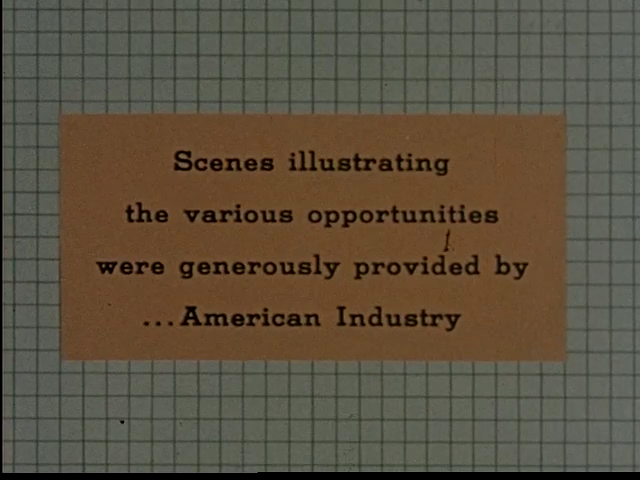 Scenes illustrating
the various opportunities
were generously provided by
...American Industry